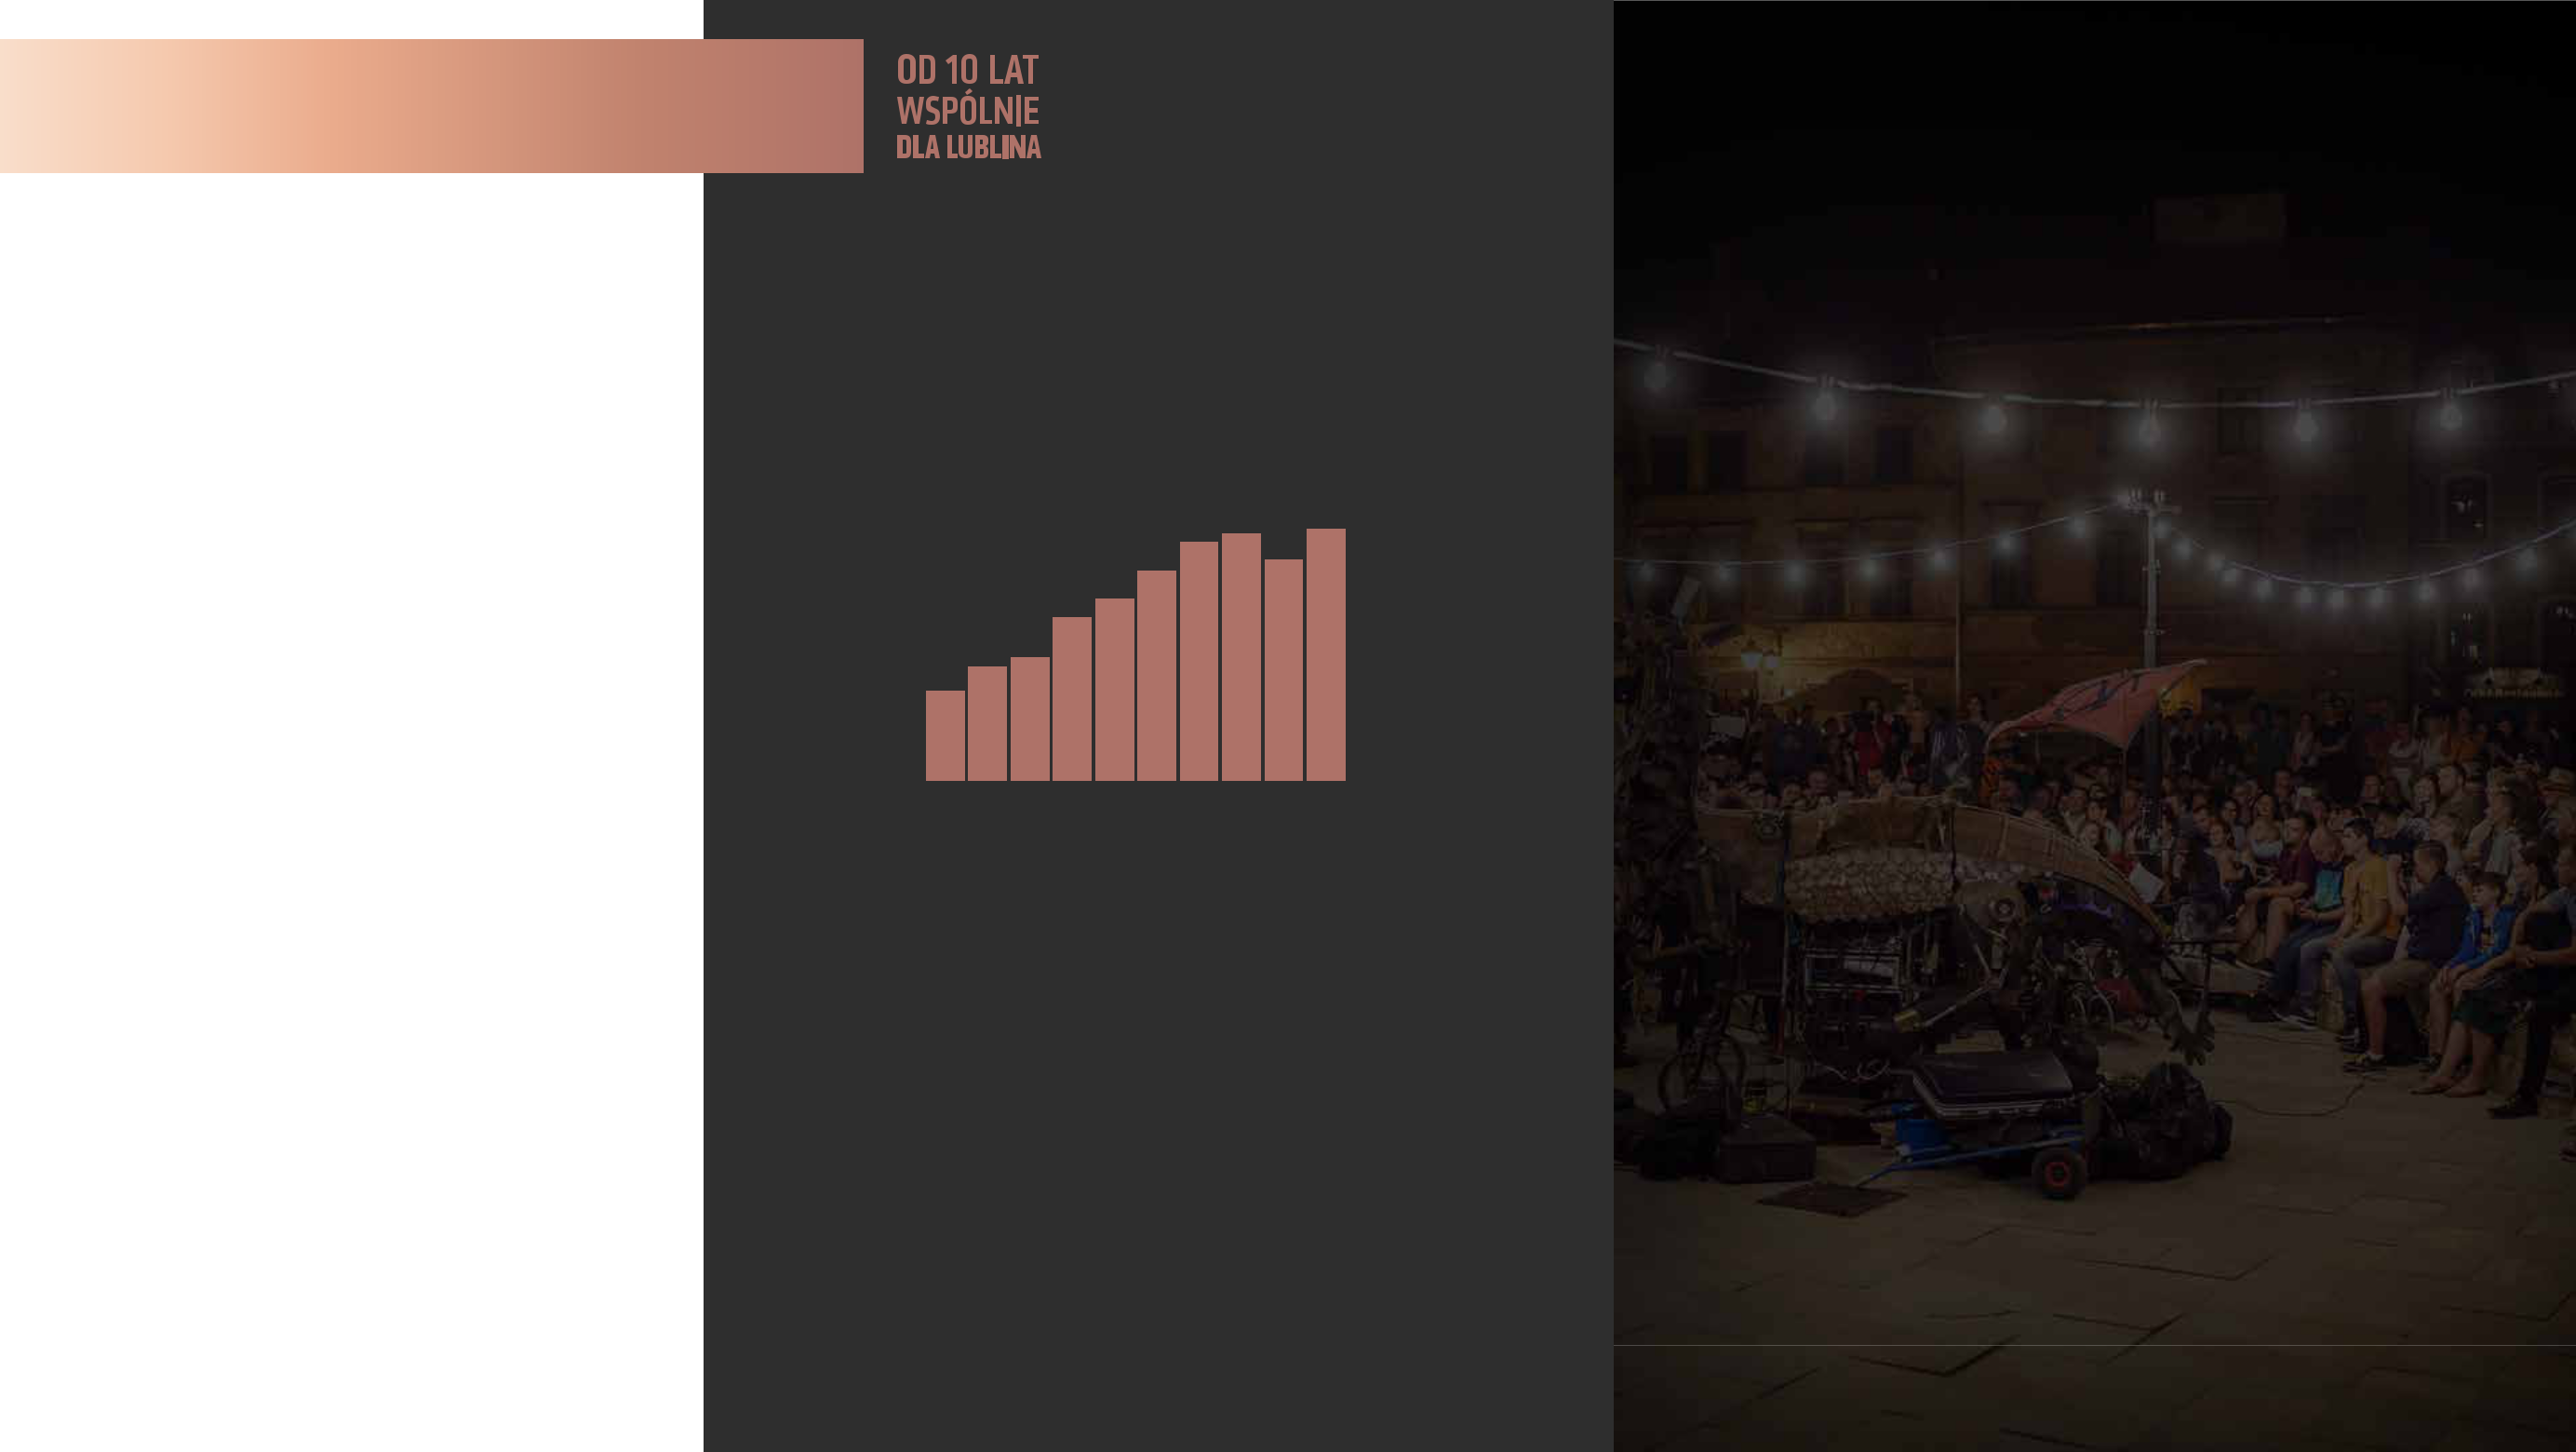 OD 10 LAT
WSPÓLNIE
DLA LUBLINA